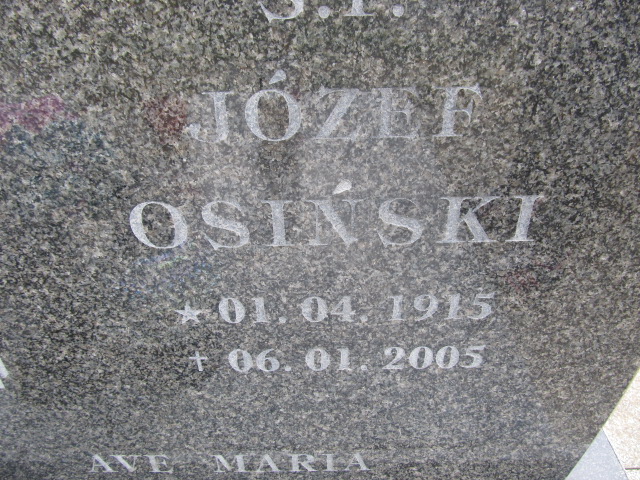 Ś.P.
JÓZEF
OSIŃSKI
★ 01. 04. 1915
✝ 06. 01. 2005
AVE MARIA